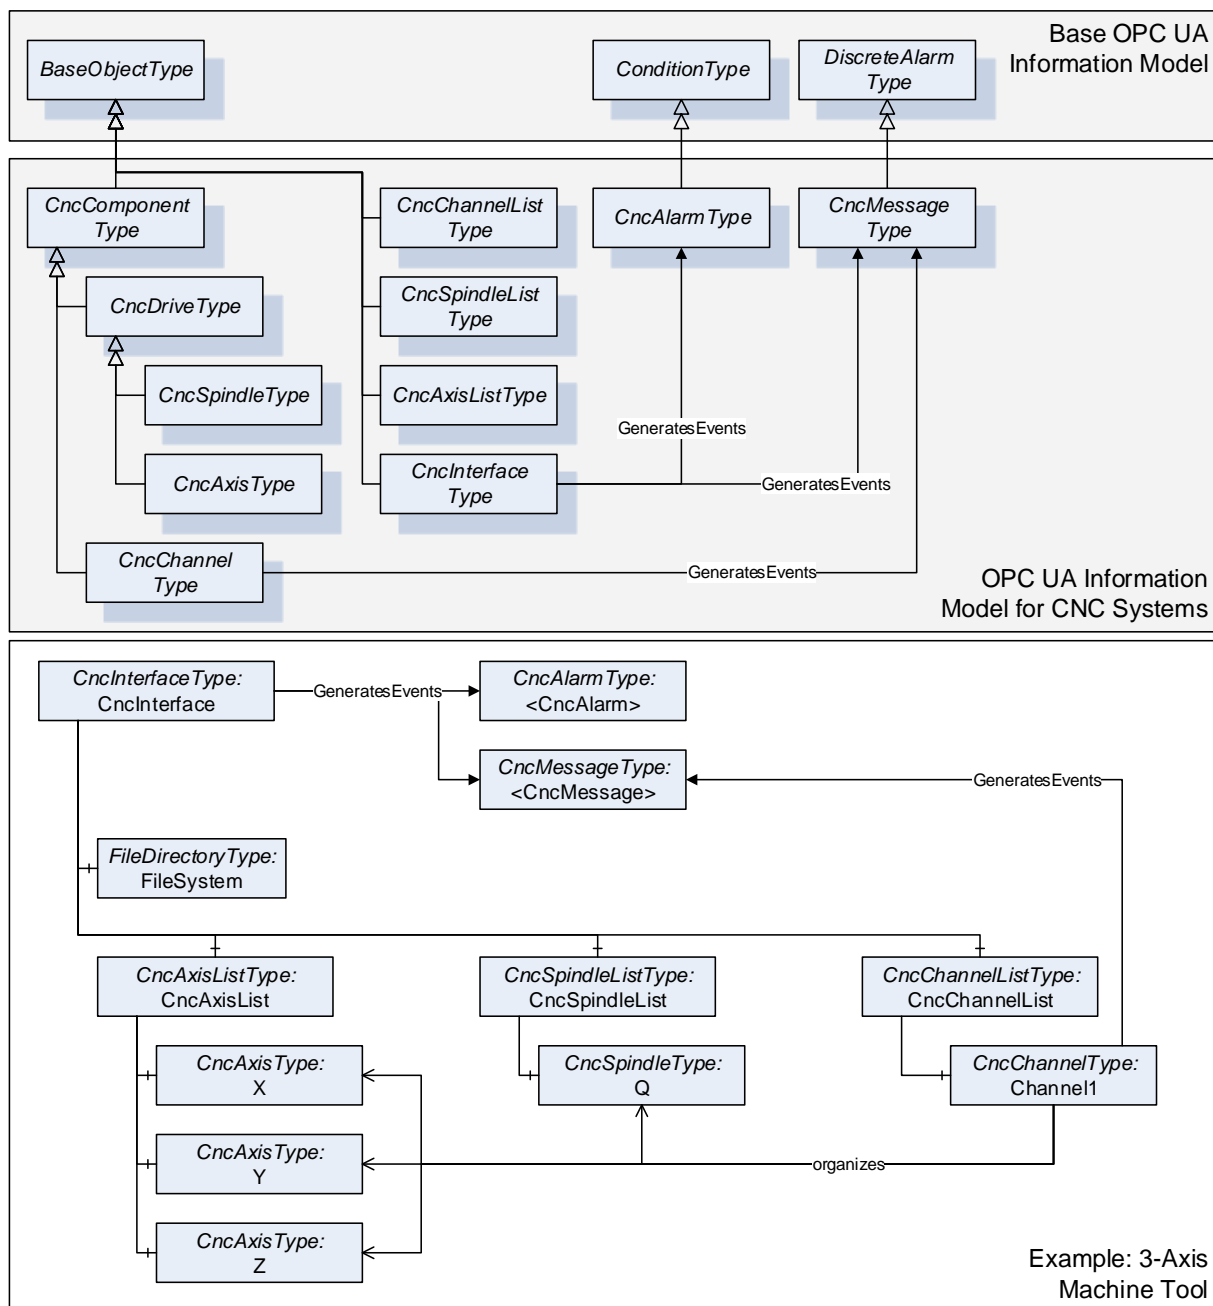 Base OPC UA
Information Model
BaseObjectType
ConditionType
DiscreteAlarm
Type
CncComponent
Type
CncChannelList
Type
CncAlarmType
CncMessage
Type
CncDriveType
CncSpindleList
Type
CncSpindleType
CncAxisListType
GeneratesEvents
CncAxisType
CncInterface
Type
GeneratesEvents
CncChannel
Type
GeneratesEvents
OPC UA Information
Model for CNC Systems
CncInterfaceType:
CncInterface
GeneratesEvents
CncAlarmType:
<CncAlarm>
CncMessageType:
<CncMessage>
GeneratesEvents
FileDirectoryType:
FileSystem
CncAxisListType:
CncAxisList
CncSpindleListType:
CncSpindleList
CncChannelListType:
CncChannelList
CncAxisType:
X
CncSpindleType:
Q
CncChannelType:
Channel1
CncAxisType:
Y
organizes
CncAxisType:
Z
Example: 3-Axis
Machine Tool